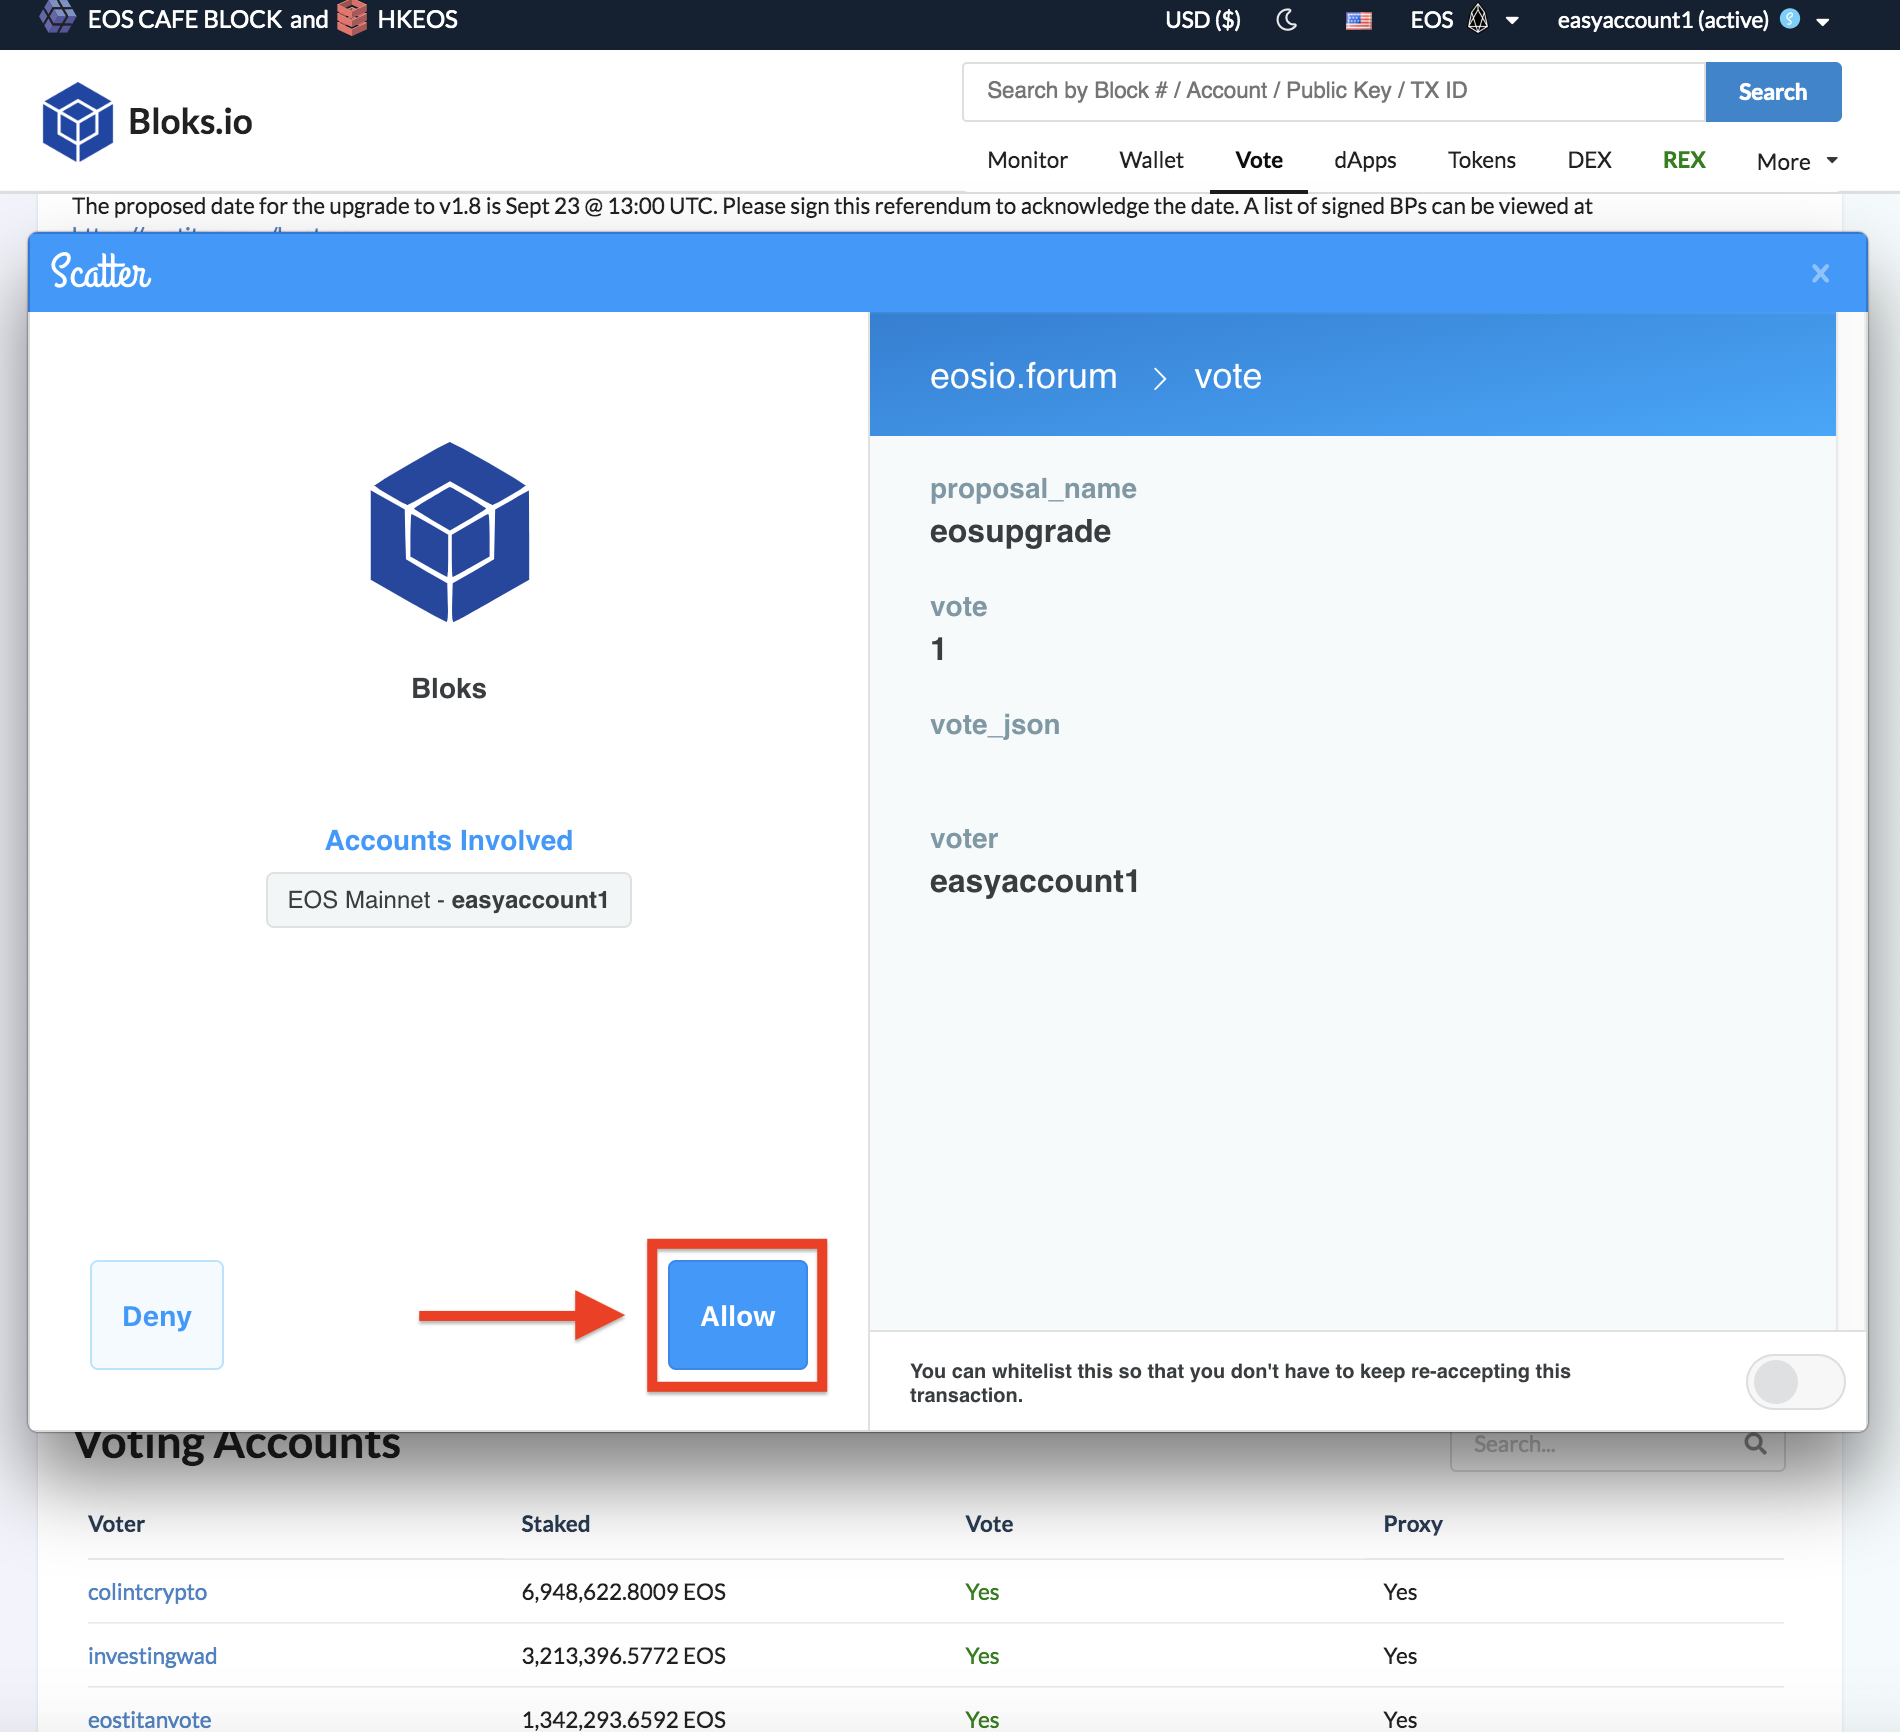 EOS CAFE BLOCK and HKEOS
USD ($)
EOS
easyaccount1 (active)
Bloks.io
Search by Block # / Account / Public Key / TX ID
Search
Monitor
Wallet
Vote
dApps
Tokens
DEX
REX
More
The proposed date for the upgrade to v1.8 is Sept 23 @ 13:00 UTC. Please sign this referendum to acknowledge the date. A list of signed BPs can be viewed at
Scatter
Bloks
Accounts Involved
EOS Mainnet - easyaccount1
Deny
Allow
eosio.forum > vote
proposal_name
eosupgrade
vote
1
vote_json
voter
easyaccount1
You can whitelist this so that you don't have to keep re-accepting this
transaction.
Voting Accounts
Search...
Voter Staked Vote Proxy
colintcrypto 6,948,622.8009 EOS Yes Yes
investingwad 3,213,396.5772 EOS Yes Yes
eostitanvote 1,342,293.6592 EOS Yes Yes